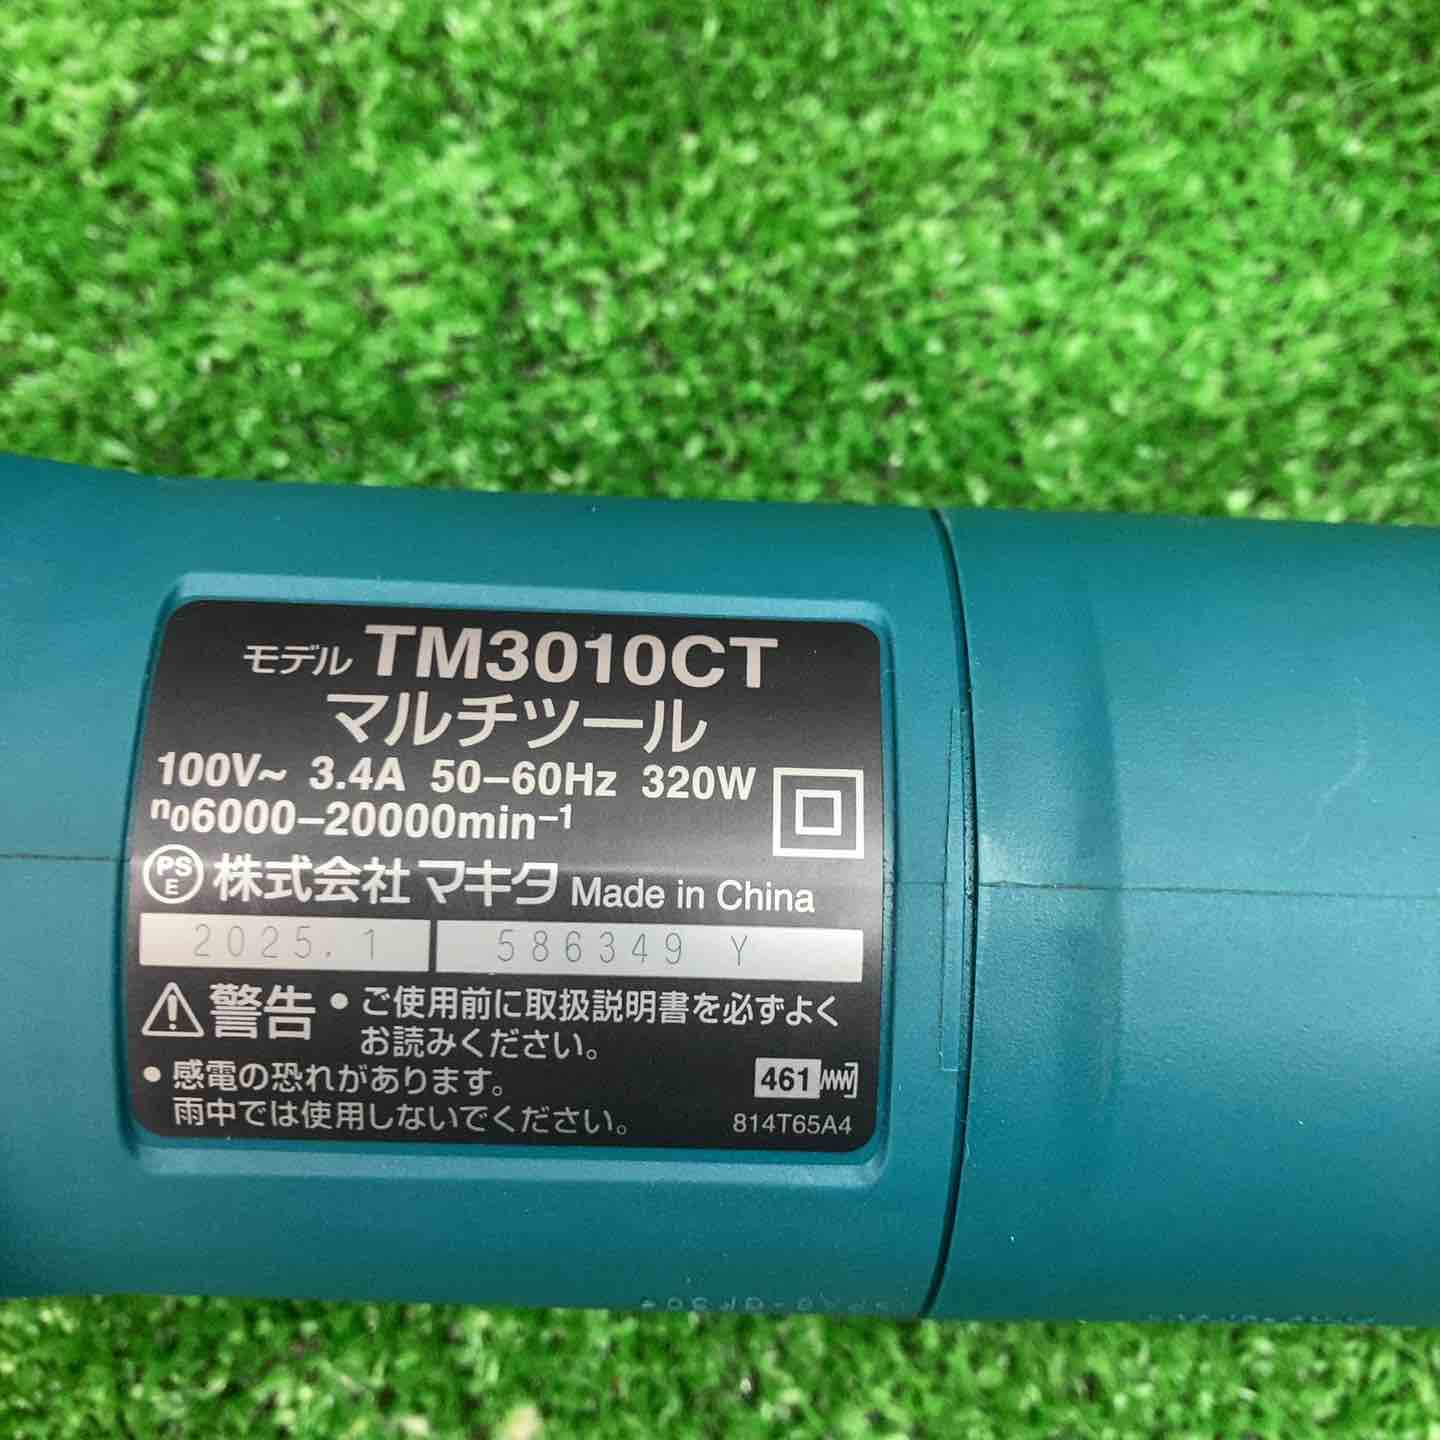 モデル TM3010CT
マルチツール
100V~ 3.4A 50-60Hz 320W
n₀6000-20000min⁻¹
PS E 株式会社 マキタ Made in China
2025.1 586349 Y
警告 ● ご使用前に取扱説明書を必ずよく
お読みください。
● 感電の恐れがあります。
雨中では使用しないでください。
461
814T65A4